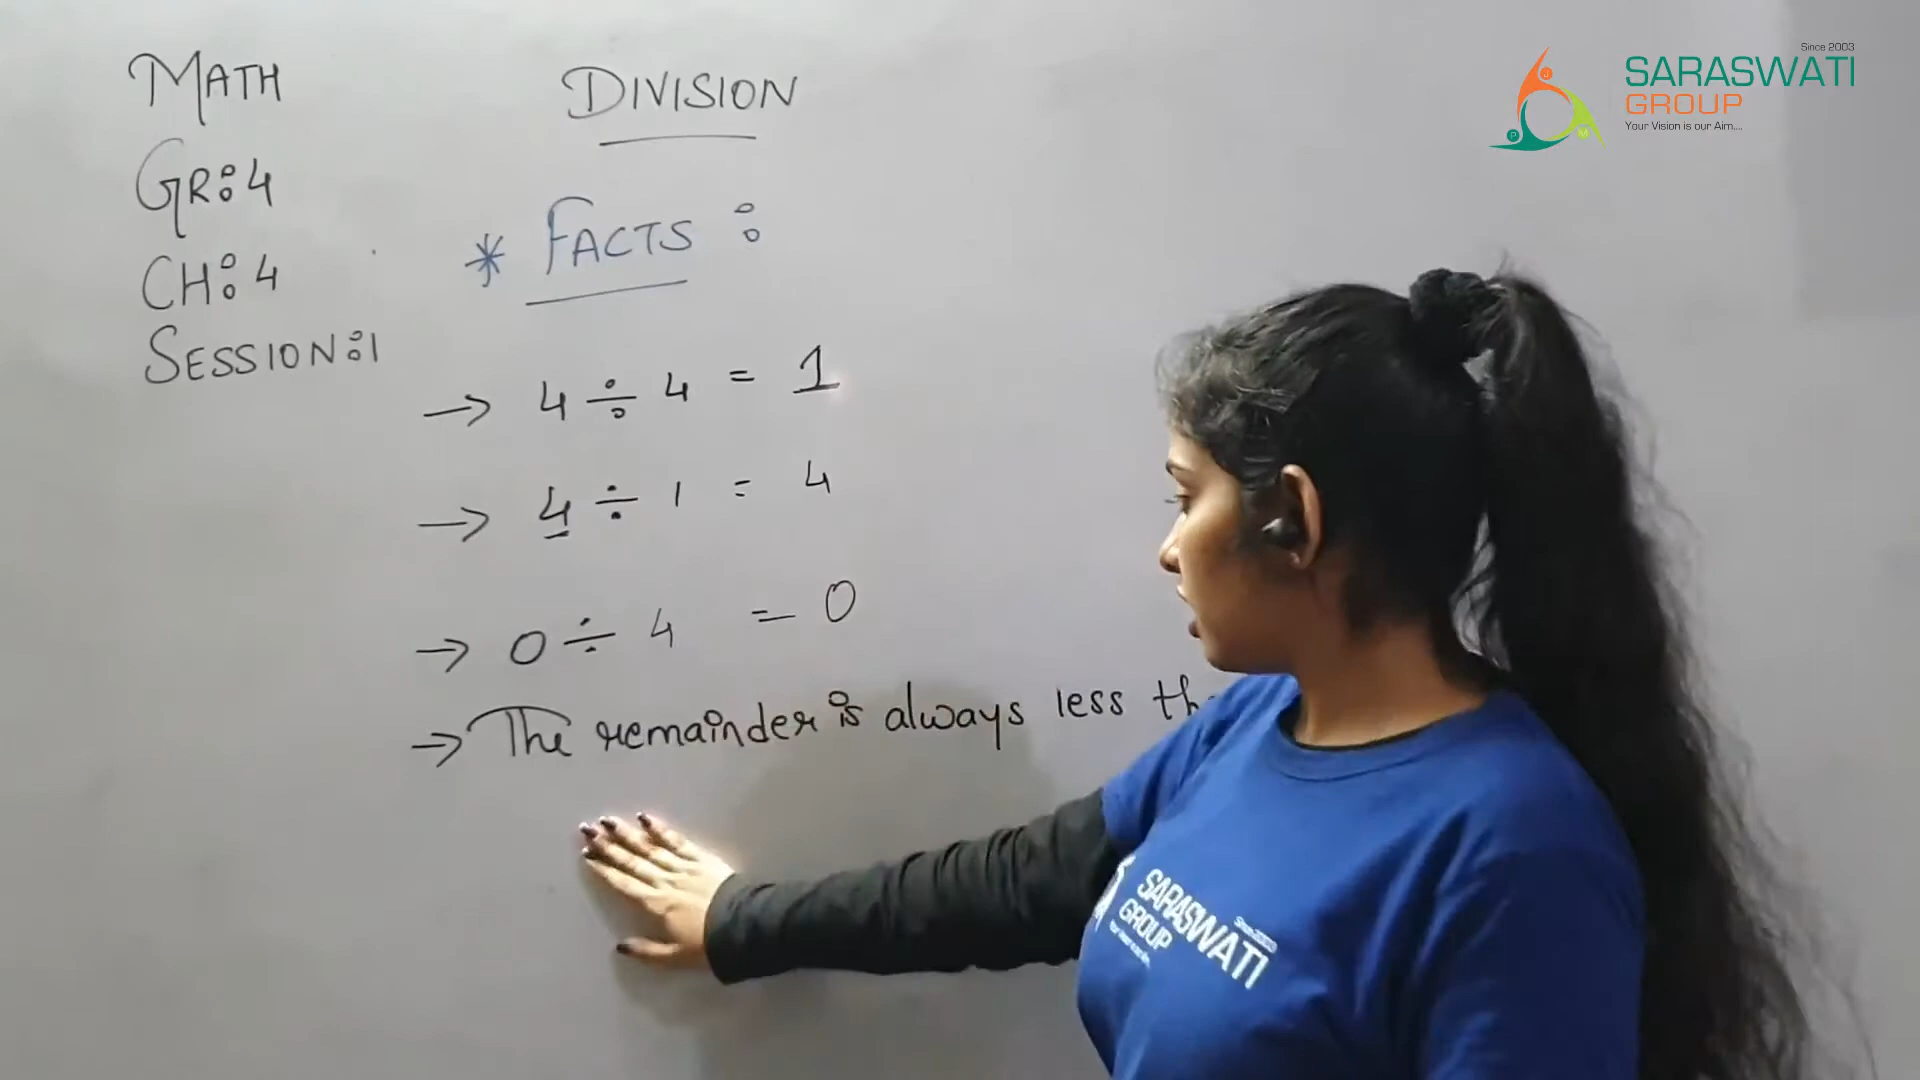 MATH
GR: 4
CH: 4
SESSION: 1
DIVISION
* FACTS :
→ 4 ÷ 4 = 1
→ 4 ÷ 1 = 4
→ 0 ÷ 4 = 0
→ The remainder is always less
Since 2003
SARASWATI
GROUP
Your Vision is our Aim....
P
J
M
SARASWATI
GROUP